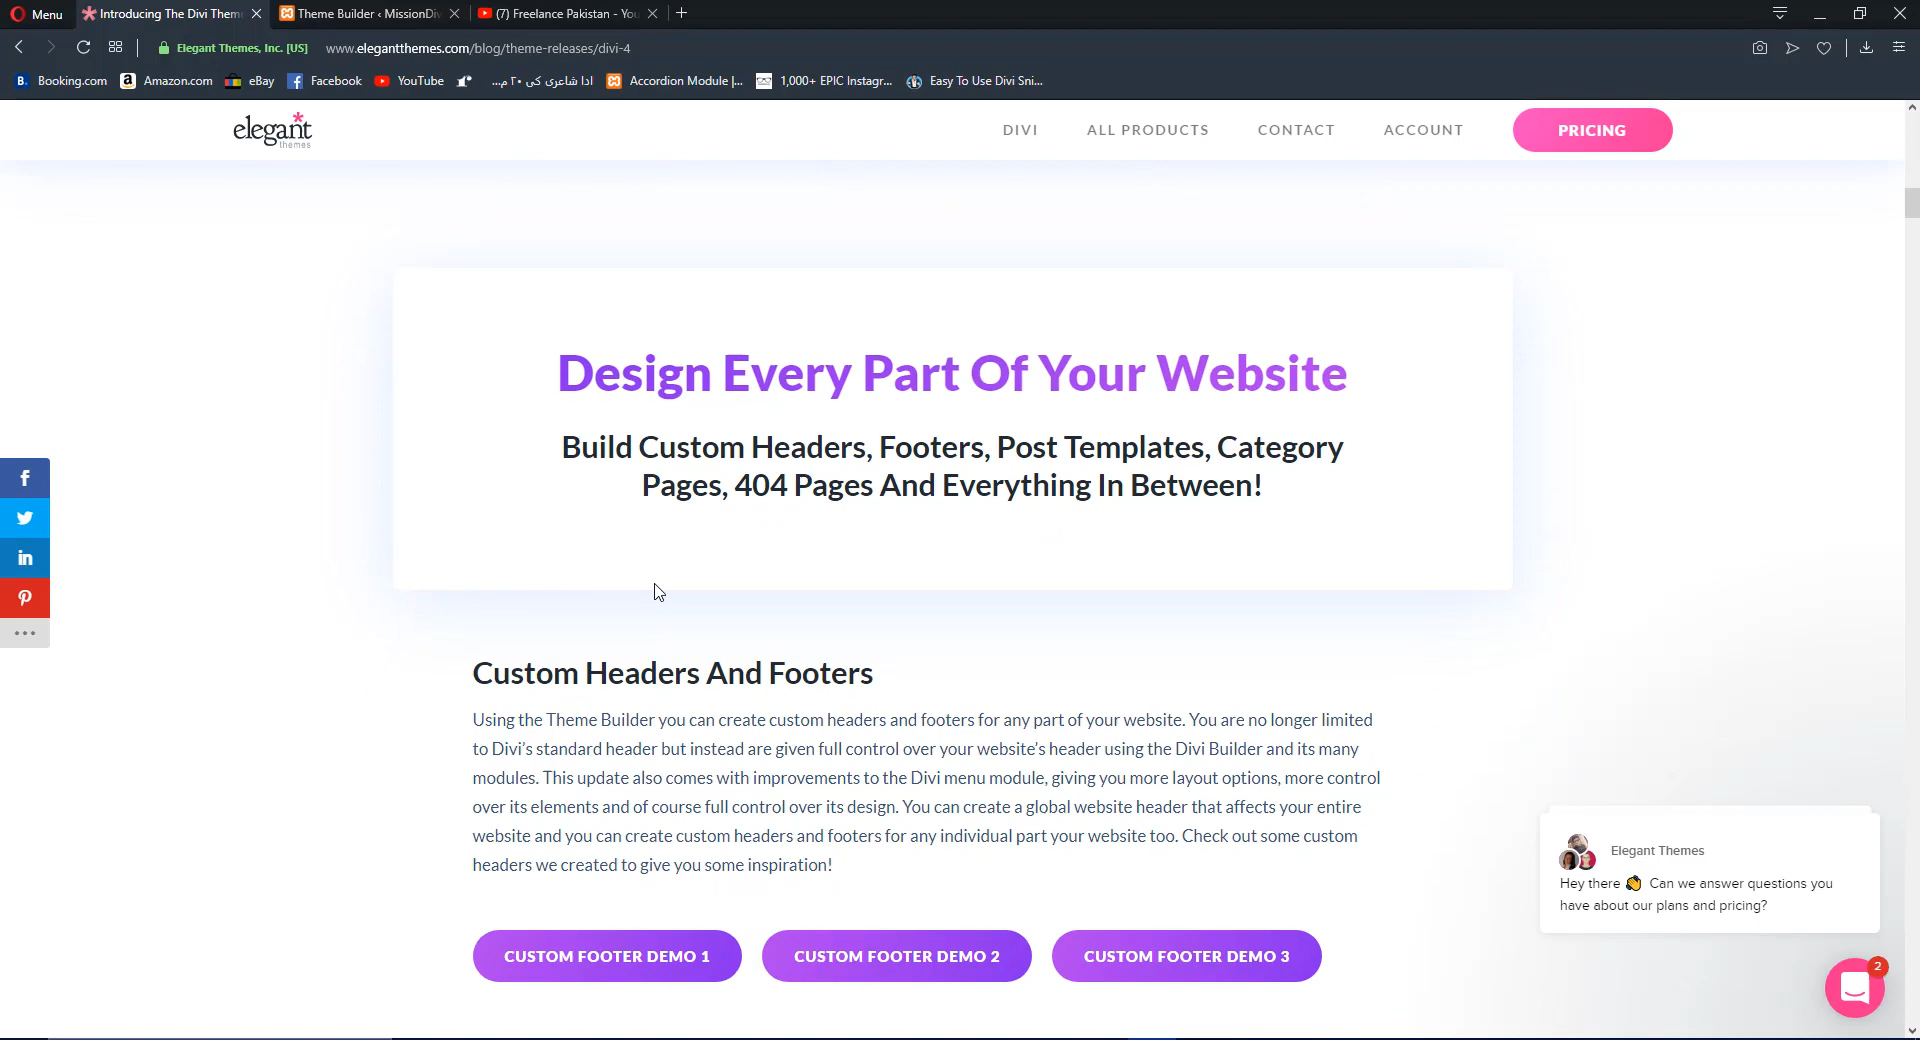 Menu
Introducing The Divi Them
Theme Builder ‹ MissionDiv
(7) Freelance Pakistan - You
Elegant Themes, Inc. [US]
www.elegantthemes.com/blog/theme-releases/divi-4
Booking.com
Amazon.com
eBay
Facebook
YouTube
ادا شاعری کی ۲۰ م...
Accordion Module |...
1,000+ EPIC Instagr...
Easy To Use Divi Sni...
elegant
themes
DIVI
ALL PRODUCTS
CONTACT
ACCOUNT
PRICING
Design Every Part Of Your Website
Build Custom Headers, Footers, Post Templates, Category
Pages, 404 Pages And Everything In Between!
Custom Headers And Footers
Using the Theme Builder you can create custom headers and footers for any part of your website. You are no longer limited
to Divi’s standard header but instead are given full control over your website’s header using the Divi Builder and its many
modules. This update also comes with improvements to the Divi menu module, giving you more layout options, more control
over its elements and of course full control over its design. You can create a global website header that affects your entire
website and you can create custom headers and footers for any individual part your website too. Check out some custom
headers we created to give you some inspiration!
CUSTOM FOOTER DEMO 1
CUSTOM FOOTER DEMO 2
CUSTOM FOOTER DEMO 3
Elegant Themes
Hey there 👋 Can we answer questions you
have about our plans and pricing?
2